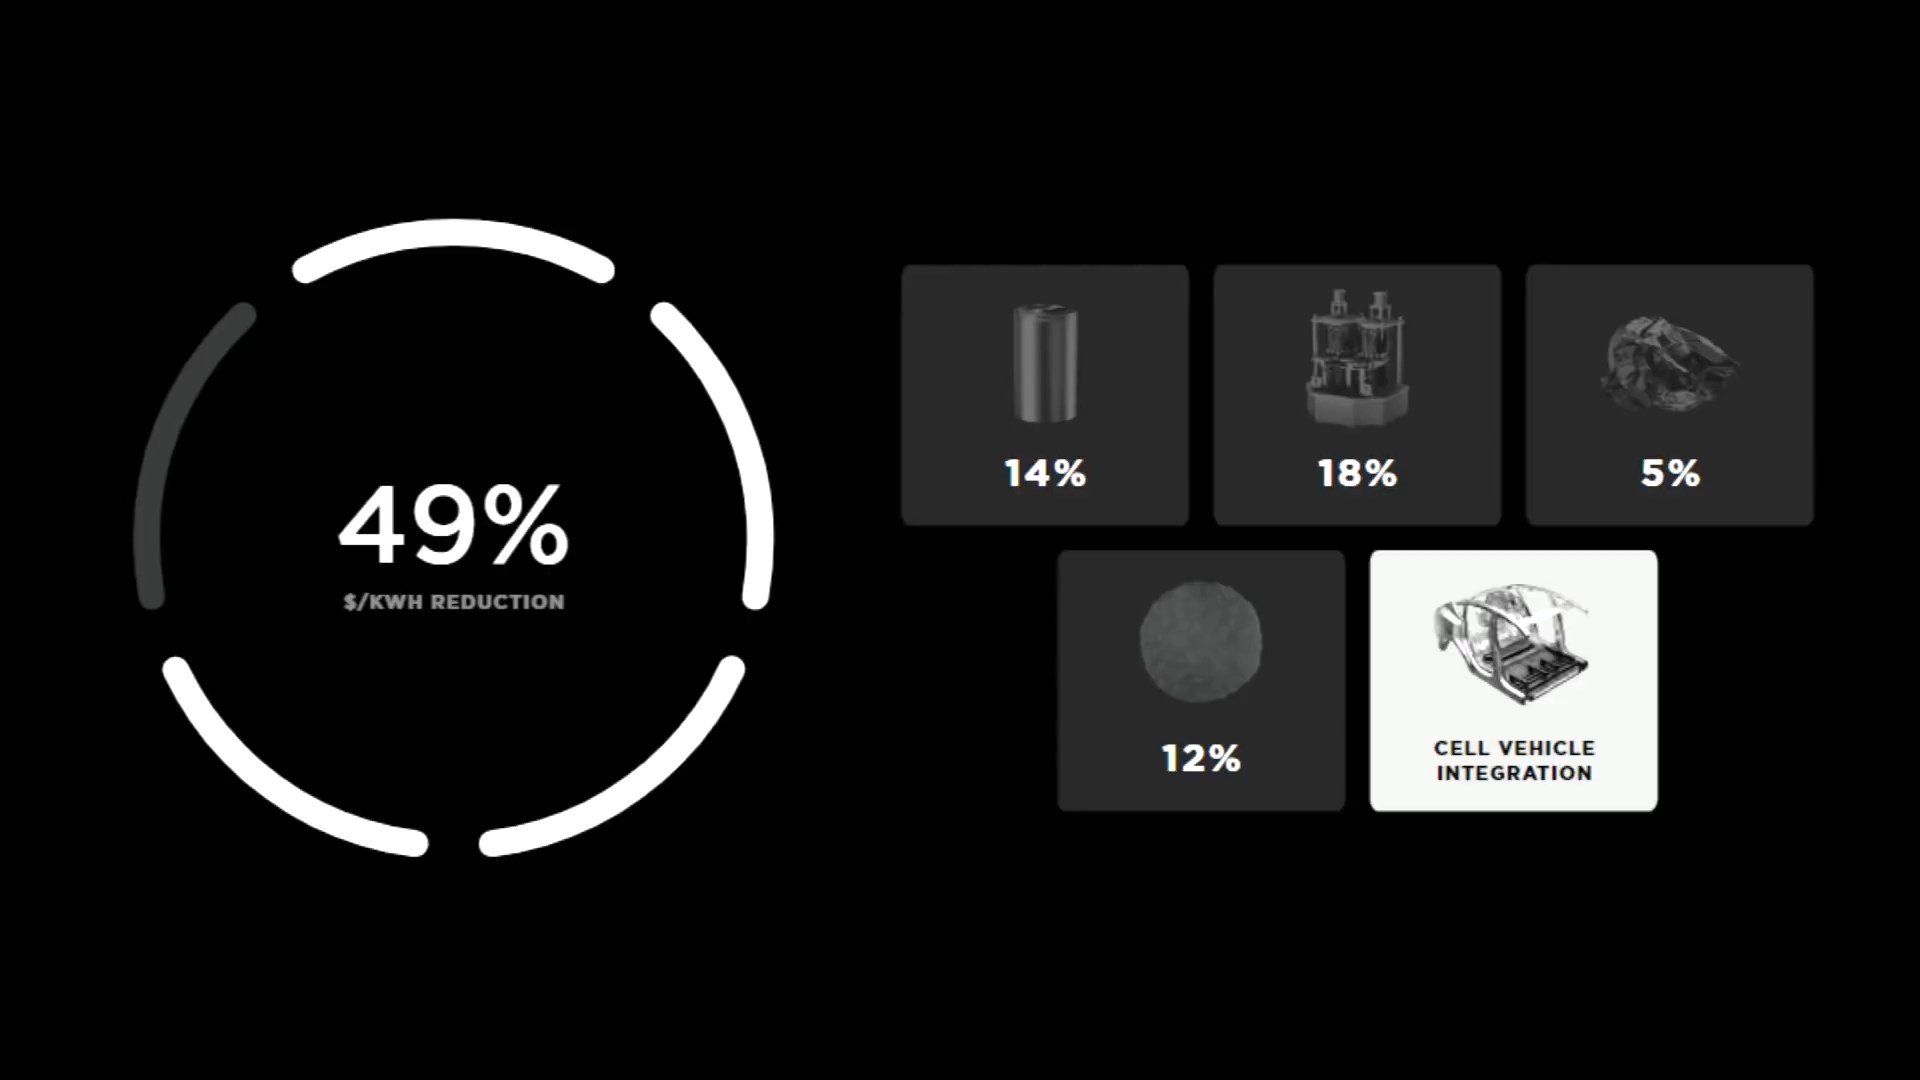 49%
$/KWH REDUCTION
14%
18%
5%
12%
CELL VEHICLE
INTEGRATION